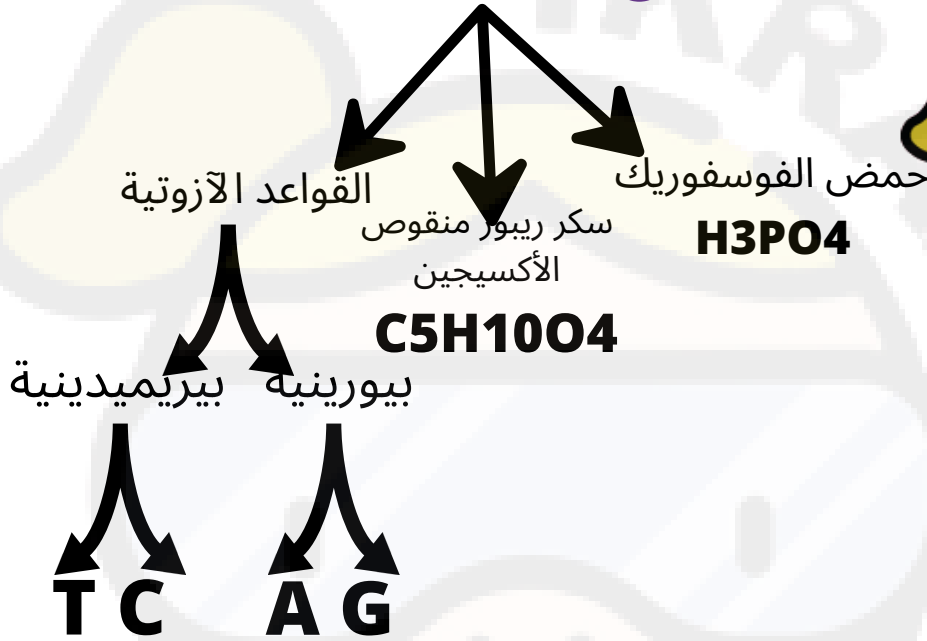 حمض الفوسفوريك
H3PO4
سكر ريبوز منقوص
الأكسيجين
C5H10O4
القواعد الآزوتية
بيورينية
بيريميدينية
A G
T C